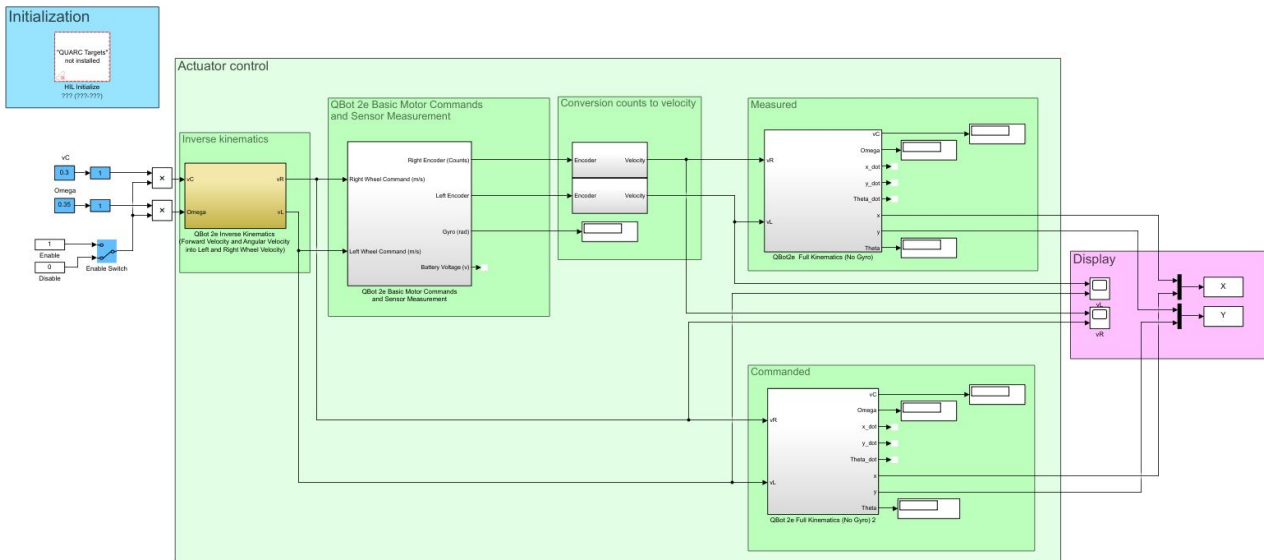 Initialization
"QUARC Targets"
not installed
HIL Initialize
??? (???-???)
vC
0.3
1
Omega
0.35
1
×
×
1
Enable
0
Disable
Enable Switch
Actuator control
Inverse kinematics
vC
Omega
vR
vL
QBot 2e Inverse Kinematics
(Forward Velocity and Angular Velocity
into Left and Right Wheel Velocity)
QBot 2e Basic Motor Commands
and Sensor Measurement
Right Encoder (Counts)
Right Wheel Command (m/s)
Left Encoder
Gyro (rad)
Left Wheel Command (m/s)
Battery Voltage (v)
QBot 2e Basic Motor Commands
and Sensor Measurement
Conversion counts to velocity
Encoder
Velocity
Encoder
Velocity
Measured
vR
vL
vC
Omega
x_dot
y_dot
Theta_dot
x
y
Theta
QBot2e Full Kinematics (No Gyro)
Commanded
vR
vL
vC
Omega
x_dot
y_dot
Theta_dot
x
y
Theta
QBot 2e Full Kinematics (No Gyro) 2
Display
vL
vR
X
Y